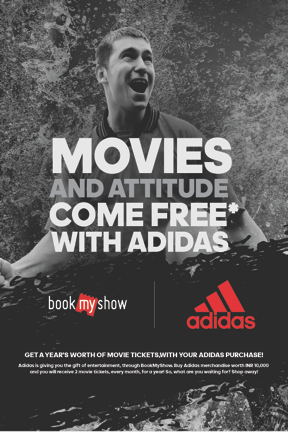 MOVIES
AND ATTITUDE
COME FREE*
WITH ADIDAS
book my show
adidas
GET A YEAR'S WORTH OF MOVIE TICKETS,WITH YOUR ADIDAS PURCHASE!
Adidas is giving you the gift of entertainment, through BookMyShow. Buy Adidas merchandise worth INR 10,000
and you will receive 2 movie tickets, every month, for a year! So, what are you waiting for? Shop away!